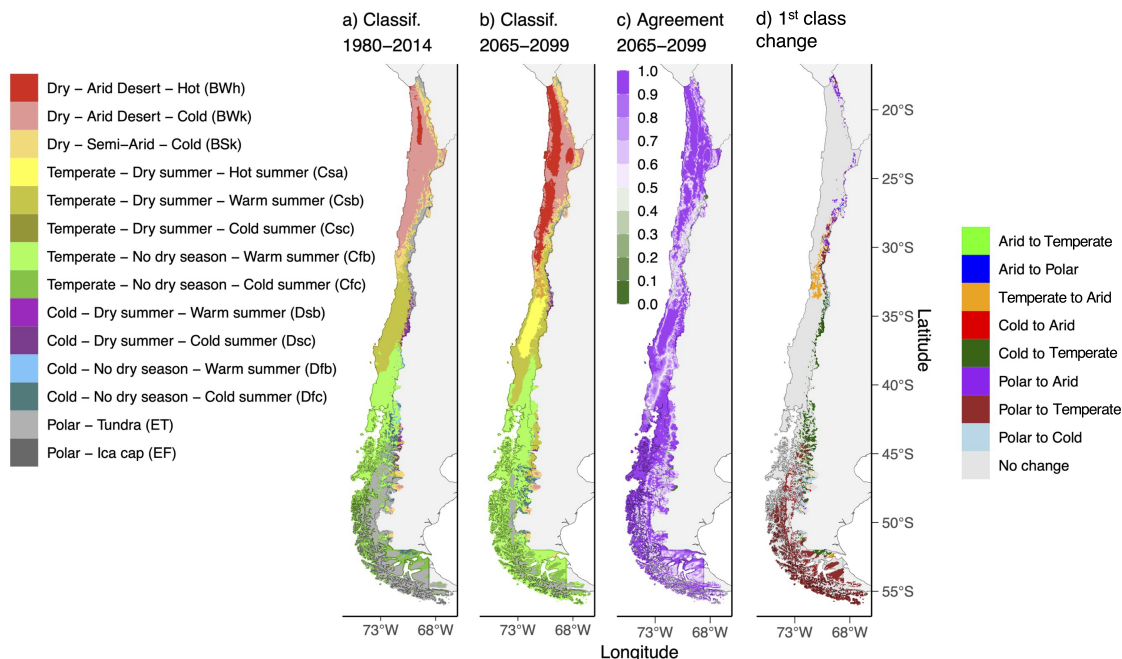 a) Classif.
1980–2014
b) Classif.
2065–2099
c) Agreement
2065–2099
d) 1st class
change
Dry – Arid Desert – Hot (BWh)
Dry – Arid Desert – Cold (BWk)
Dry – Semi–Arid – Cold (BSk)
Temperate – Dry summer – Hot summer (Csa)
Temperate – Dry summer – Warm summer (Csb)
Temperate – Dry summer – Cold summer (Csc)
Temperate – No dry season – Warm summer (Cfb)
Temperate – No dry season – Cold summer (Cfc)
Cold – Dry summer – Warm summer (Dsb)
Cold – Dry summer – Cold summer (Dsc)
Cold – No dry season – Warm summer (Dfb)
Cold – No dry season – Cold summer (Dfc)
Polar – Tundra (ET)
Polar – Ica cap (EF)
1.0
0.9
0.8
0.7
0.6
0.5
0.4
0.3
0.2
0.1
0.0
20°S
25°S
30°S
35°S
40°S
45°S
50°S
55°S
Latitude
Arid to Temperate
Arid to Polar
Temperate to Arid
Cold to Arid
Cold to Temperate
Polar to Arid
Polar to Temperate
Polar to Cold
No change
73°W 68°W 73°W 68°W 73°W 68°W 73°W 68°W
Longitude